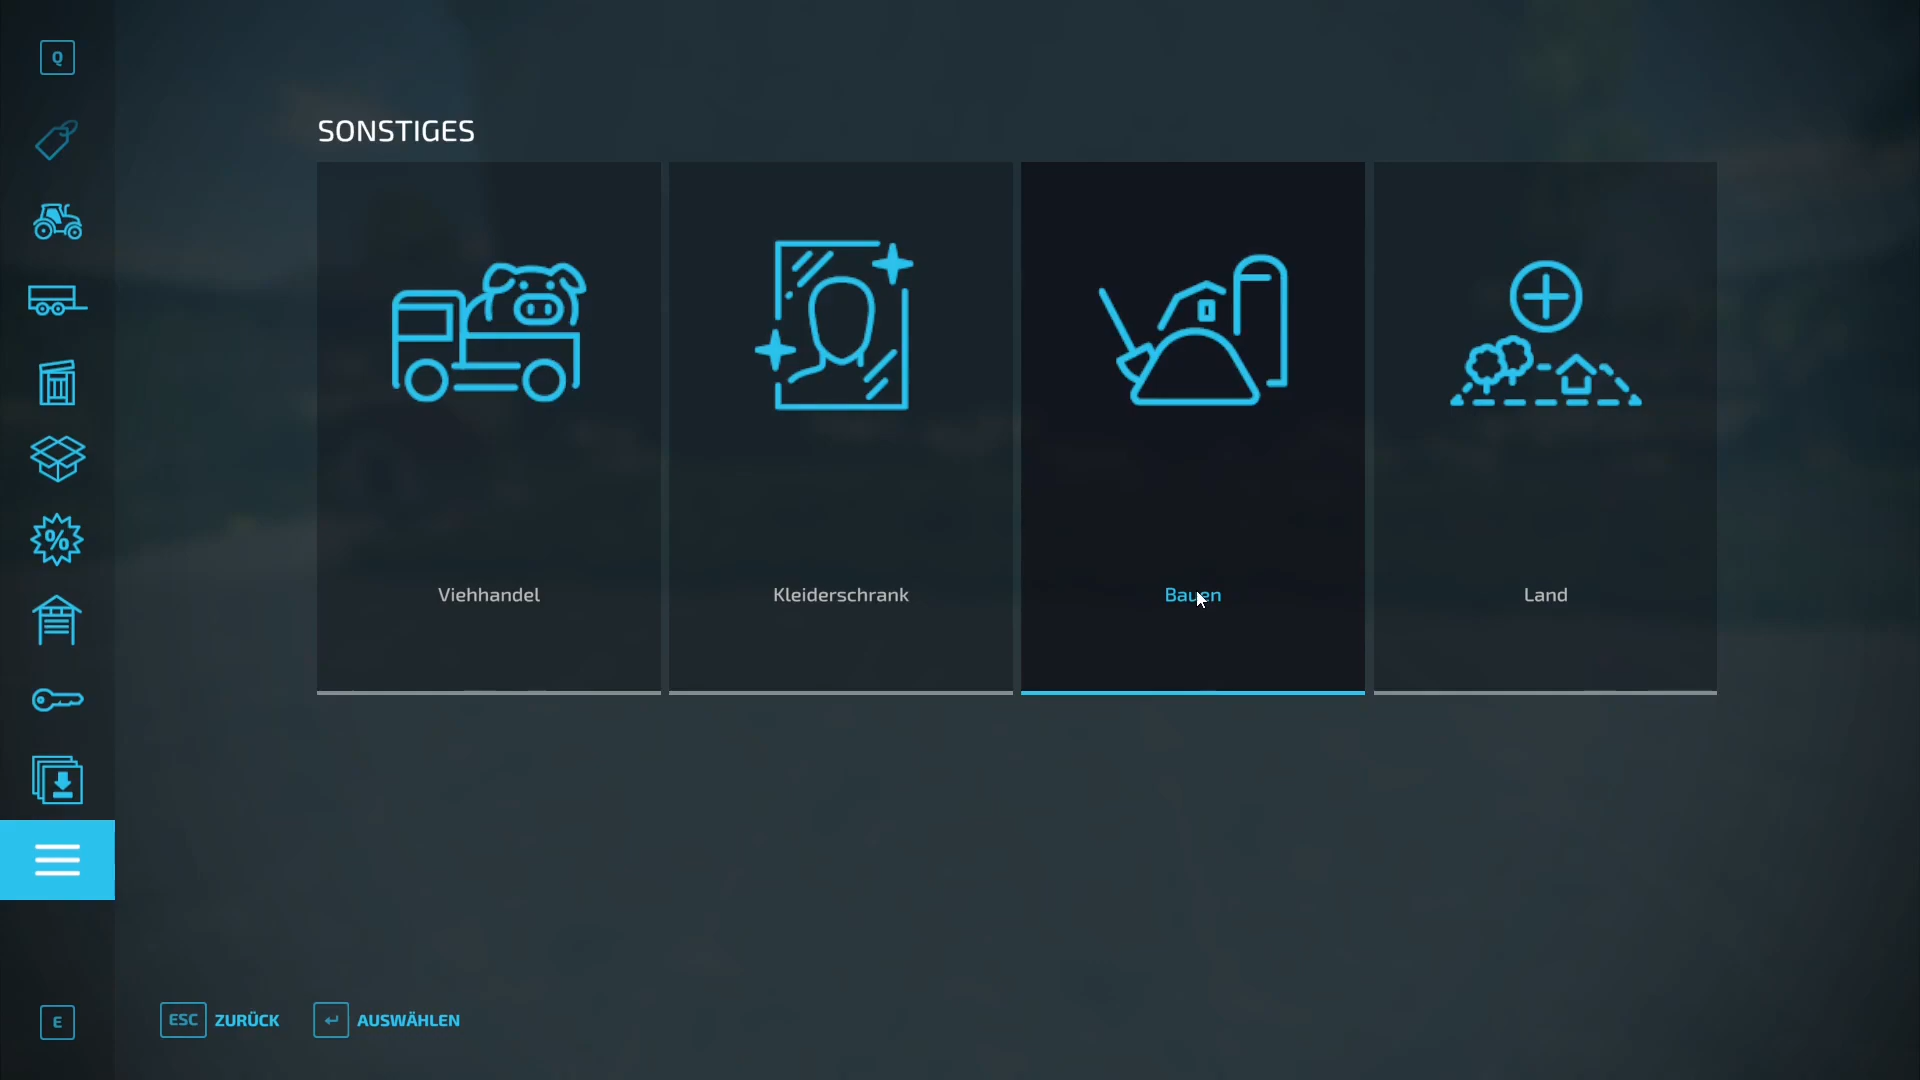 Q
SONSTIGES
%
Viehhandel
Kleiderschrank
Bauen
Land
E
ESC ZURÜCK
AUSWÄHLEN